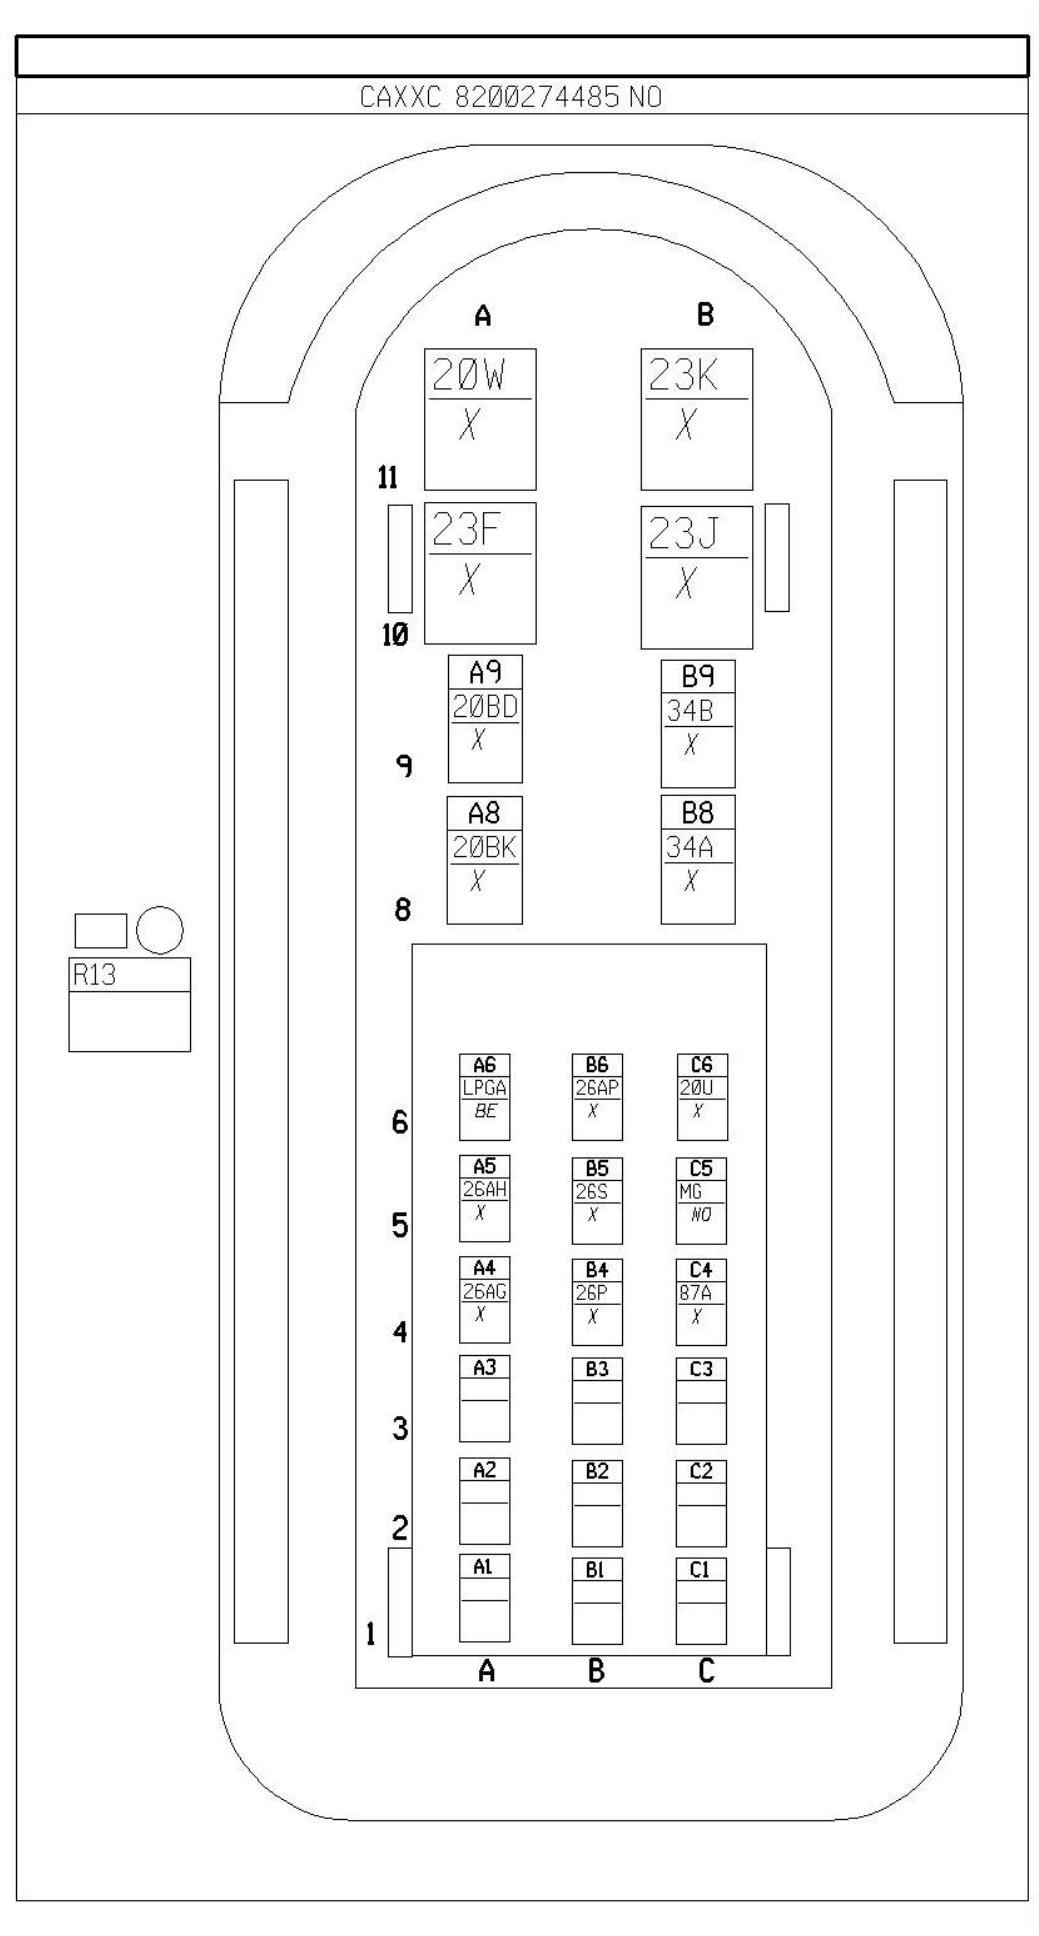 CAXXC 8200274485 NO
A B
20W 23K
X X
11
23F 23J
X X
10
A9 B9
20BD 34B
X X
9
A8 B8
20BK 34A
X X
8
R13
A6 B6 C6
LPGA 26AP 20U
BE X X
6
A5 B5 C5
26AH 26S MG
X X NO
5
A4 B4 C4
26AG 26P 87A
X X X
4
A3 B3 C3
3
A2 B2 C2
2
A1 B1 C1
1
A B C